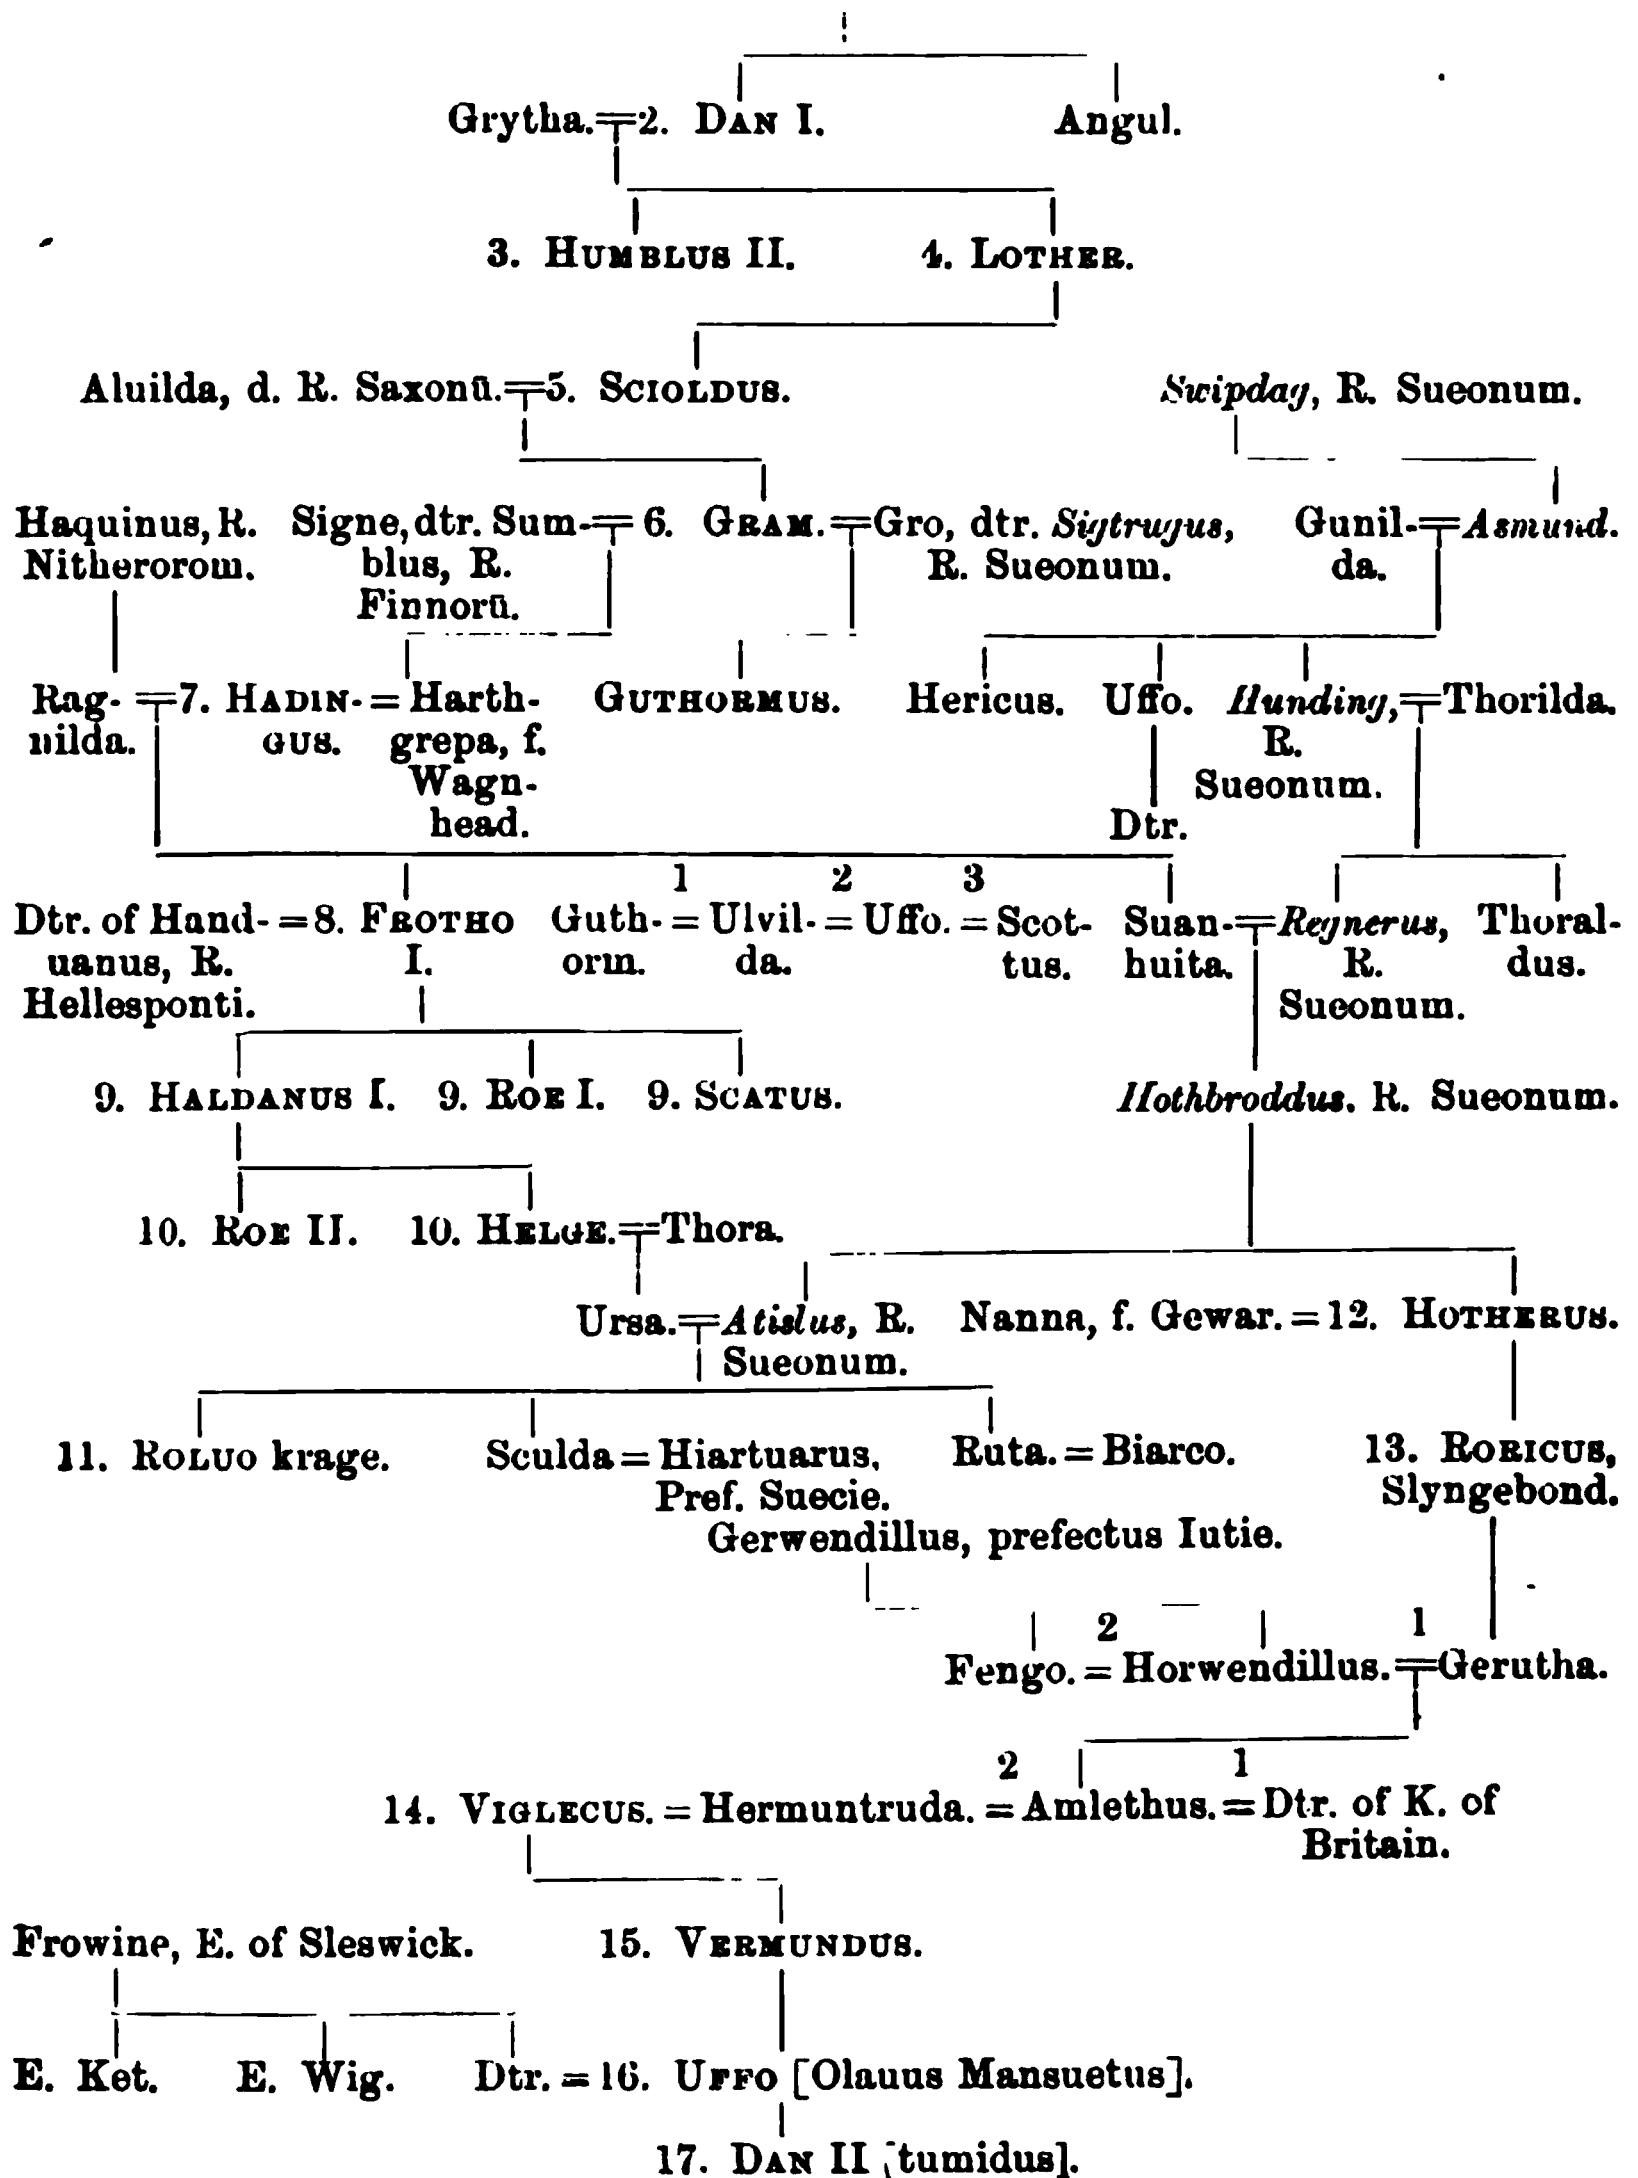 Grytha. 2. DAN I. Angul.
3. HUMBLUS II. 4. LOTHER.
Aluilda, d. R. Saxonū. = 5. SCIOLDUS. Swipdag, R. Sueonum.
Haquinus, R. Signe, dtr. Sum- = 6. GRAM. = Gro, dtr. Sigtrugus, Gunil- = Asmund.
Nitherorom. blus, R. R. Sueonum. da.
Finnorū.
Rag- = 7. HADIN- = Harth- GUTHORMUS. Hericus. Uffo. Hunding, = Thorilda.
nilda. GUS. grepa, f. R.
Wagn- Sueonum.
head. Dtr.
1 2 3
Dtr. of Hand- = 8. FROTHO Guth- = Ulvil- = Uffo. = Scot- Suan- = Regnerus, Thoral-
uanus, R. I. orm. da. tus. huita. R. dus.
Hellesponti. Sueonum.
9. HALDANUS I. 9. ROE I. 9. SCATUS. Hothbroddus. R. Sueonum.
10. ROE II. 10. HELGE. = Thora.
Ursa. = Atislus, R. Nanna, f. Gewar. = 12. HOTHERUS.
Sueonum.
11. ROLUO krage. Sculda = Hiartuarus, Ruta. = Biarco. 13. RORICUS,
Pref. Suecie. Slyngebond.
Gerwendillus, prefectus Iutie.
2 1
Fengo. = Horwendillus. = Gerutha.
2 1
14. VIGLECUS. = Hermuntruda. = Amlethus. = Dtr. of K. of
Britain.
Frowine, E. of Sleswick. 15. VERMUNDUS.
E. Ket. E. Wig. Dtr. = 16. UFFO [Olauus Mansuetus].
17. DAN II [tumidus].